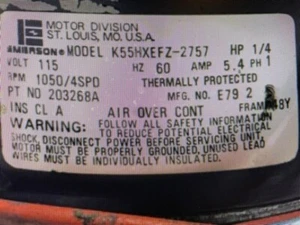 MOTOR DIVISION
ST. LOUIS, MO. U.S.A.
EMERSON® MODEL K55HXEFZ-2757 HP 1/4
VOLT 115 HZ 60 AMP 5.4 PH 1
RPM 1050/4SPD THERMALLY PROTECTED
PT NO 203268A MFG. NO. E79 2
INS CL A AIR OVER CONT FRAME 48Y
WARNING: FOLLOW ALL SAFETY INFORMATION
TO REDUCE POTENTIAL ELECTRICAL
SHOCK, DISCONNECT POWER BEFORE SERVICING UNIT.
MOTOR MUST BE PROPERLY GROUNDED. UNUSED LEAD
WIRES MUST BE INDIVIDUALLY INSULATED.